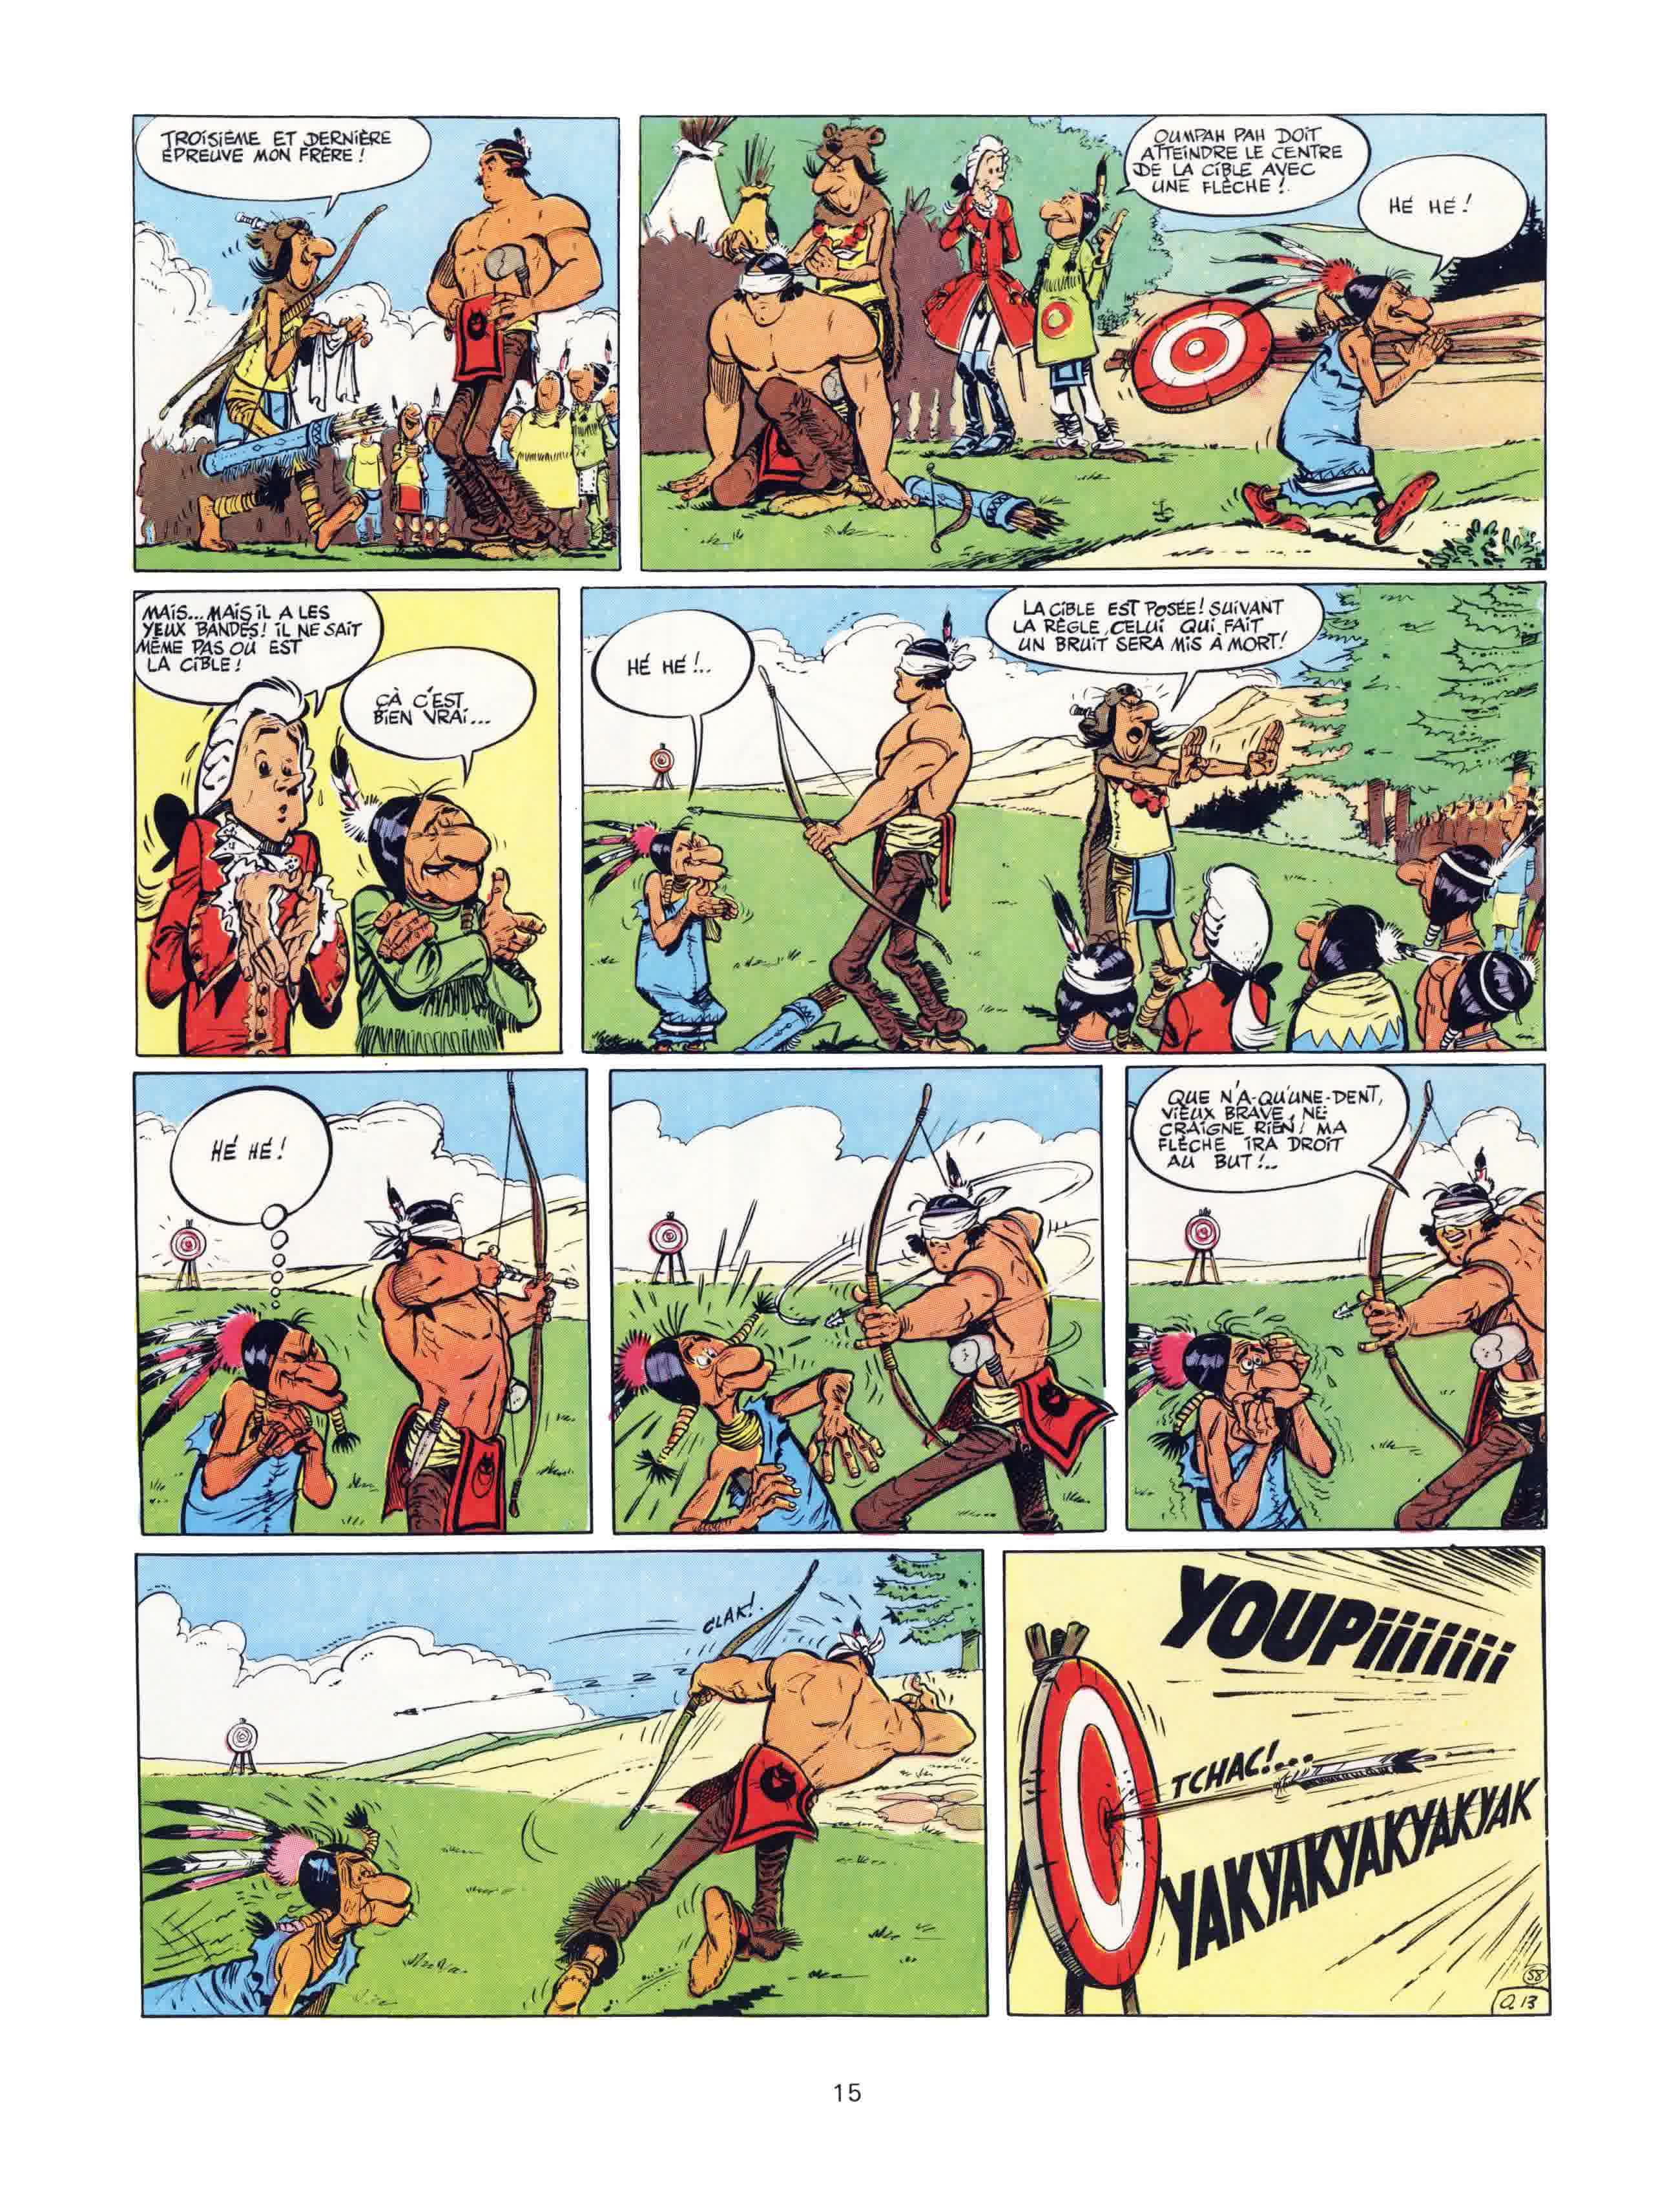 TROISIÈME ET DERNIÈRE
ÉPREUVE MON FRÈRE !
OUMPAH PAH DOIT
ATTEINDRE LE CENTRE
DE LA CIBLE AVEC
UNE FLÈCHE !.
HÉ HÉ !
MAIS... MAIS IL A LES
YEUX BANDÉS ! IL NE SAIT
MÊME PAS OÙ EST
LA CIBLE !
ÇÀ C'EST
BIEN VRAI...
HÉ HÉ !..
LA CIBLE EST POSÉE ! SUIVANT
LA RÈGLE, CELUI QUI FAIT
UN BRUIT SERA MIS À MORT !
HÉ HÉ !
QUE N'A-QU'UNE-DENT,
VIEUX BRAVE, NE
CRAIGNE RIEN ! MA
FLÈCHE IRA DROIT
AU BUT !..
CLAK !
YOUPiiiiiii
TCHAC !...
YAKYAKYAKYAKYAK
58
O. 13
15